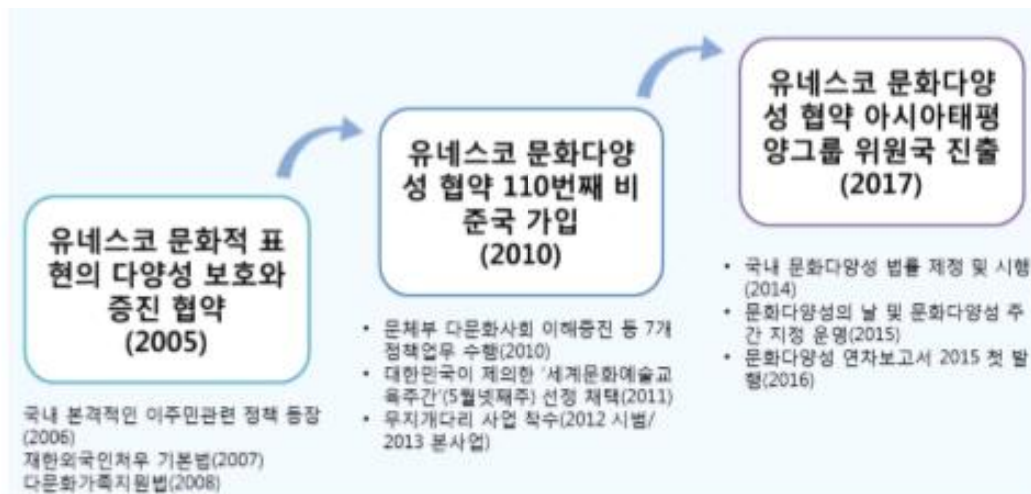 유네스코 문화적 표
현의 다양성 보호와
증진 협약
(2005)
국내 본격적인 이주민관련 정책 등장
(2006)
재한외국인처우 기본법(2007)
다문화가족지원법(2008)
유네스코 문화다양
성 협약 110번째 비
준국 가입
(2010)
• 문체부 다문화사회 이해증진 등 7개
정책업무 수행(2010)
• 대한민국이 제의한 '세계문화예술교
육주간'(5월넷째주) 선정 채택(2011)
• 무지개다리 사업 착수(2012 시범/
2013 본사업)
유네스코 문화다양
성 협약 아시아태평
양그룹 위원국 진출
(2017)
• 국내 문화다양성 법률 제정 및 시행
(2014)
• 문화다양성의 날 및 문화다양성 주
간 지정 운영(2015)
• 문화다양성 연차보고서 2015 첫 발
행(2016)